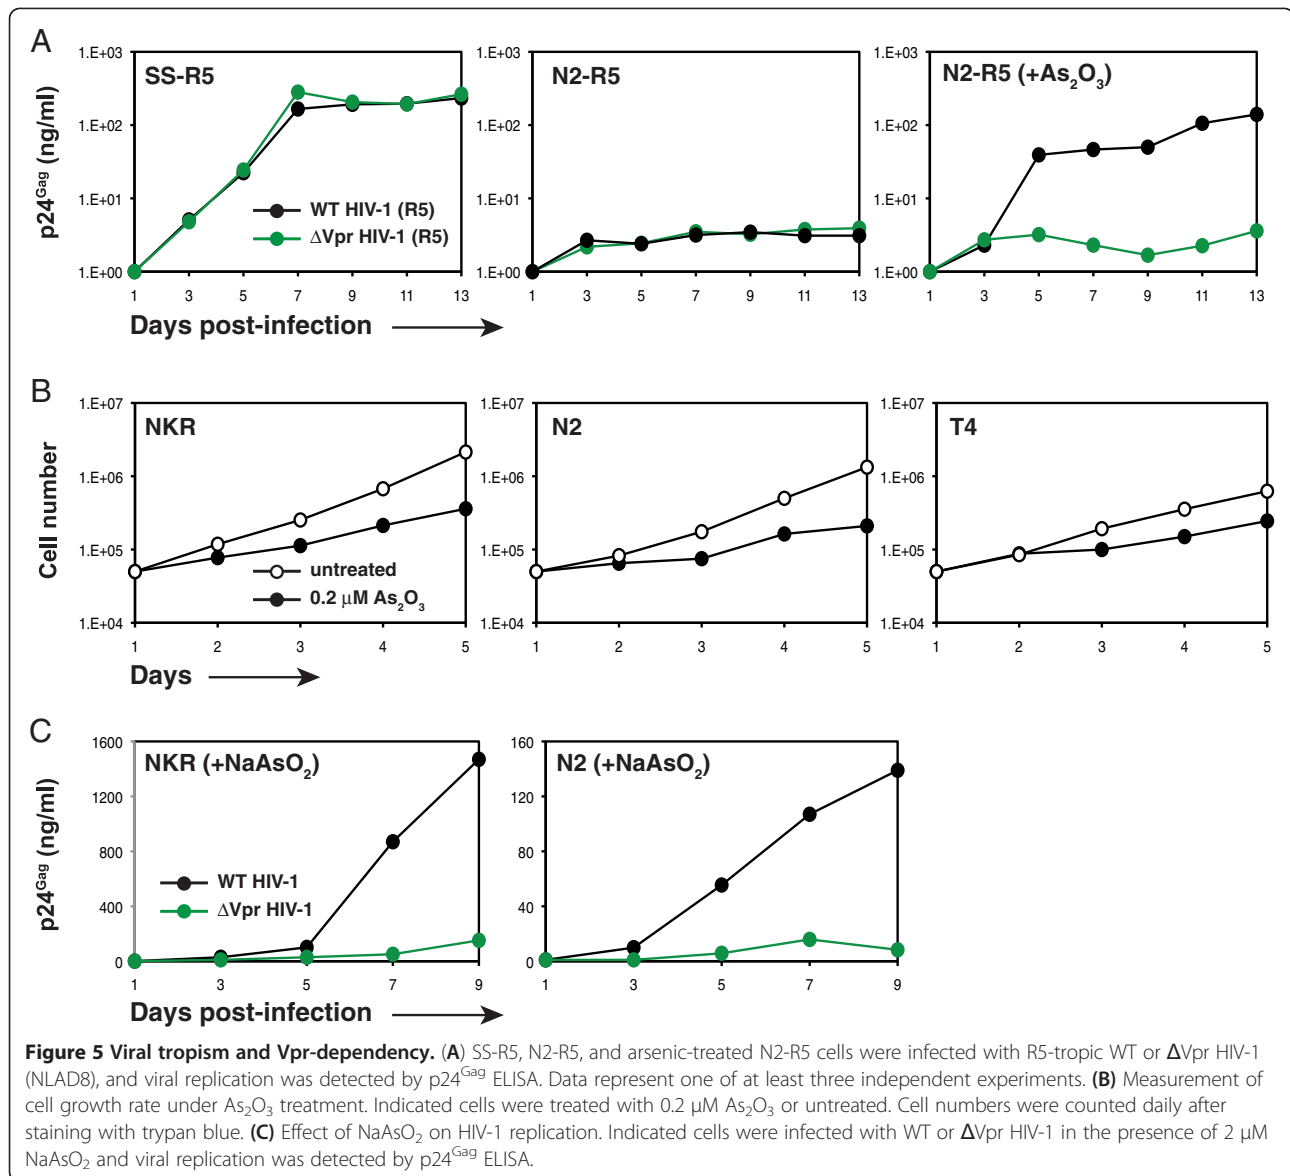 A
p24^Gag (ng/ml)
1.E+03
1.E+02
1.E+01
1.E+00
SS-R5
WT HIV-1 (R5)
ΔVpr HIV-1 (R5)
1 3 5 7 9 11 13
1.E+03
1.E+02
1.E+01
1.E+00
N2-R5
1 3 5 7 9 11 13
1.E+03
1.E+02
1.E+01
1.E+00
N2-R5 (+As₂O₃)
1 3 5 7 9 11 13
Days post-infection
B
Cell number
1.E+07
1.E+06
1.E+05
1.E+04
NKR
untreated
0.2 μM As₂O₃
1 2 3 4 5
1.E+07
1.E+06
1.E+05
1.E+04
N2
1 2 3 4 5
1.E+07
1.E+06
1.E+05
1.E+04
T4
1 2 3 4 5
Days
C
p24^Gag (ng/ml)
1600
1200
800
400
0
NKR (+NaAsO₂)
WT HIV-1
ΔVpr HIV-1
1 3 5 7 9
160
120
80
40
0
N2 (+NaAsO₂)
1 3 5 7 9
Days post-infection
Figure 5 Viral tropism and Vpr-dependency. (A) SS-R5, N2-R5, and arsenic-treated N2-R5 cells were infected with R5-tropic WT or ΔVpr HIV-1
(NLAD8), and viral replication was detected by p24^Gag ELISA. Data represent one of at least three independent experiments. (B) Measurement of
cell growth rate under As₂O₃ treatment. Indicated cells were treated with 0.2 μM As₂O₃ or untreated. Cell numbers were counted daily after
staining with trypan blue. (C) Effect of NaAsO₂ on HIV-1 replication. Indicated cells were infected with WT or ΔVpr HIV-1 in the presence of 2 μM
NaAsO₂ and viral replication was detected by p24^Gag ELISA.